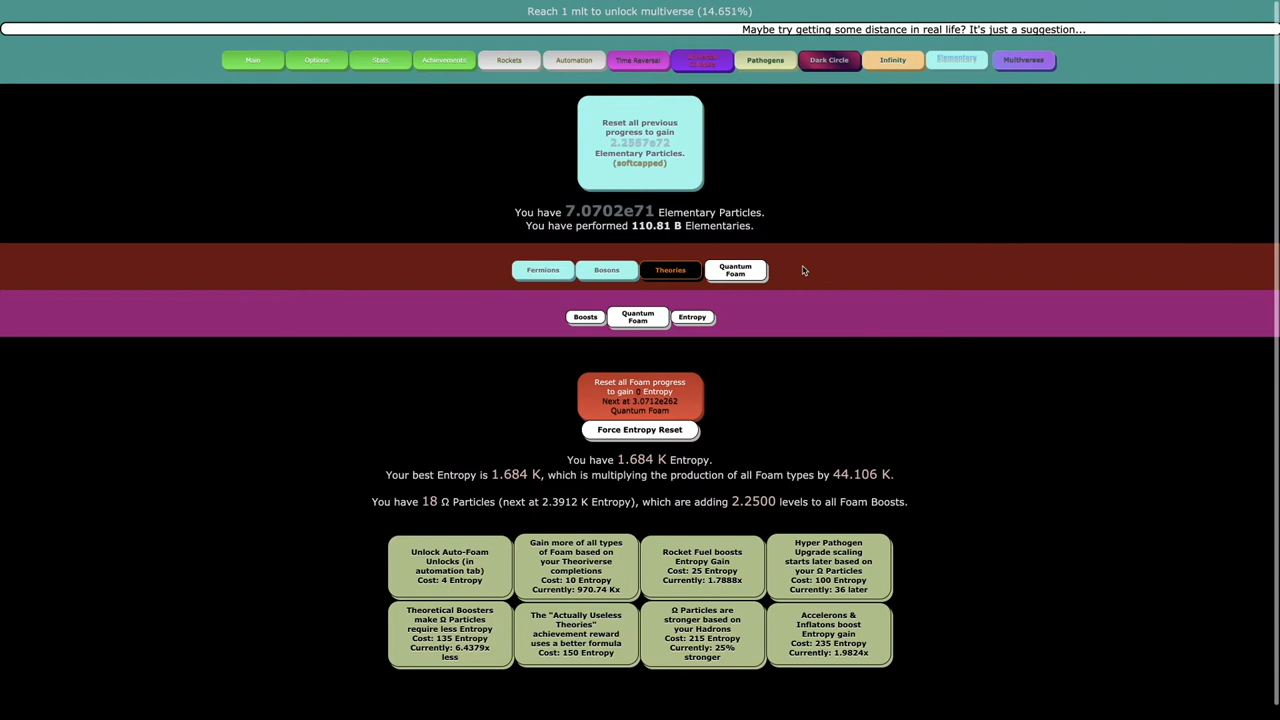 Reach 1 mlt to unlock multiverse (14.651%)
Maybe try getting some distance in real life? It's just a suggestion...
Main
Options
Stats
Achievements
Rockets
Automation
Time Reversal
Pathogens
Dark Circle
Infinity
Elementary
Multiverses
Reset all previous
progress to gain
2.2587e72
Elementary Particles.
(softcapped)
You have 7.0702e71 Elementary Particles.
You have performed 110.81 B Elementaries.
Fermions
Bosons
Theories
Quantum
Foam
Boosts
Quantum
Foam
Entropy
Reset all Foam progress
to gain 0 Entropy
Next at 3.0712e262
Quantum Foam
Force Entropy Reset
You have 1.684 K Entropy.
Your best Entropy is 1.684 K, which is multiplying the production of all Foam types by 44.106 K.
You have 18 Ω Particles (next at 2.3912 K Entropy), which are adding 2.2500 levels to all Foam Boosts.
Unlock Auto-Foam
Unlocks (in
automation tab)
Cost: 4 Entropy
Gain more of all types
of Foam based on
your Theoriverse
completions
Cost: 10 Entropy
Currently: 970.74 Kx
Rocket Fuel boosts
Entropy Gain
Cost: 25 Entropy
Currently: 1.7888x
Hyper Pathogen
Upgrade scaling
starts later based on
your Ω Particles
Cost: 100 Entropy
Currently: 36 later
Theoretical Boosters
make Ω Particles
require less Entropy
Cost: 135 Entropy
Currently: 6.4379x
less
The "Actually Useless
Theories"
achievement reward
uses a better formula
Cost: 150 Entropy
Ω Particles are
stronger based on
your Hadrons
Cost: 215 Entropy
Currently: 25%
stronger
Accelerons &
Inflatons boost
Entropy gain
Cost: 235 Entropy
Currently: 1.9824x